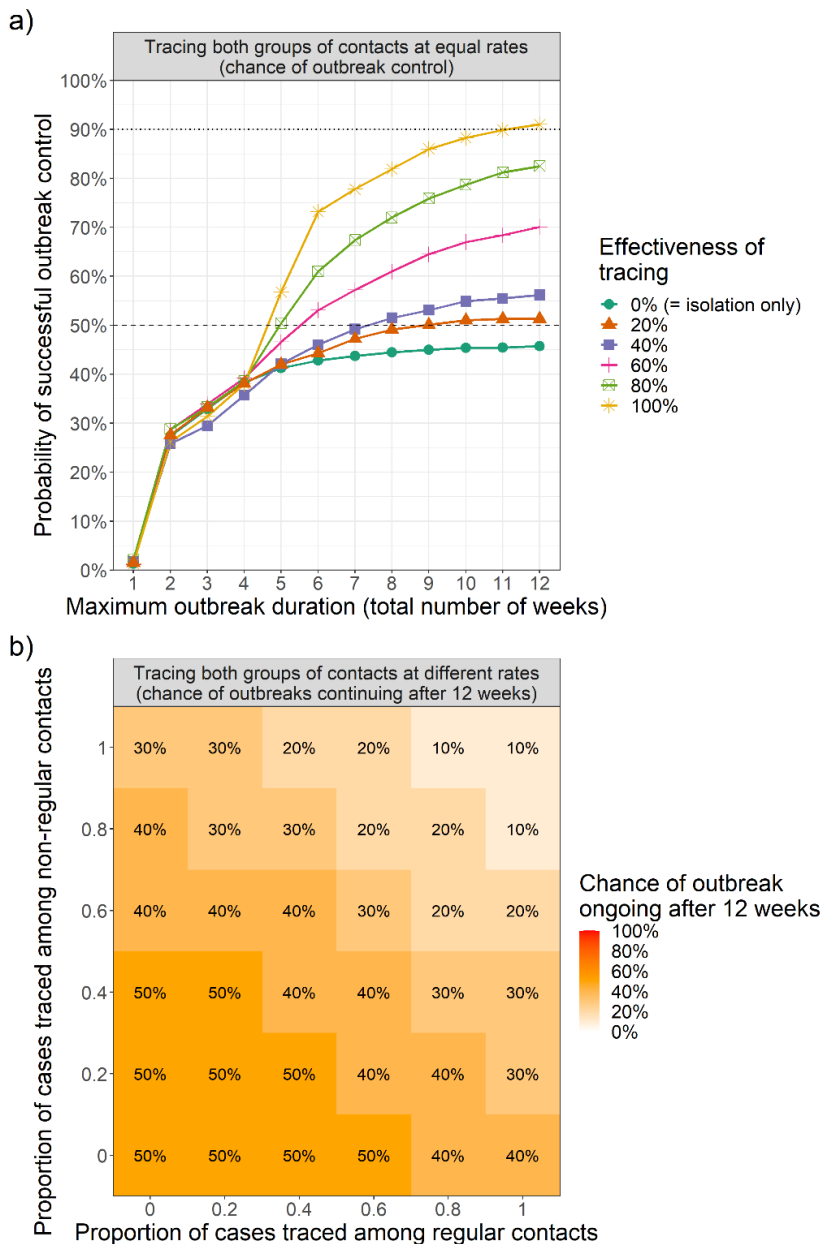 a)
Tracing both groups of contacts at equal rates
(chance of outbreak control)
Probability of successful outbreak control
100%
90%
80%
70%
60%
50%
40%
30%
20%
10%
0%
1 2 3 4 5 6 7 8 9 10 11 12
Maximum outbreak duration (total number of weeks)
Effectiveness of
tracing
0% (= isolation only)
20%
40%
60%
80%
100%
b)
Tracing both groups of contacts at different rates
(chance of outbreaks continuing after 12 weeks)
Proportion of cases traced among non-regular contacts
1 30% 30% 20% 20% 10% 10%
0.8 40% 30% 30% 20% 20% 10%
0.6 40% 40% 40% 30% 20% 20%
0.4 50% 50% 40% 40% 30% 30%
0.2 50% 50% 50% 40% 40% 30%
0 50% 50% 50% 50% 40% 40%
0 0.2 0.4 0.6 0.8 1
Proportion of cases traced among regular contacts
Chance of outbreak
ongoing after 12 weeks
100%
80%
60%
40%
20%
0%